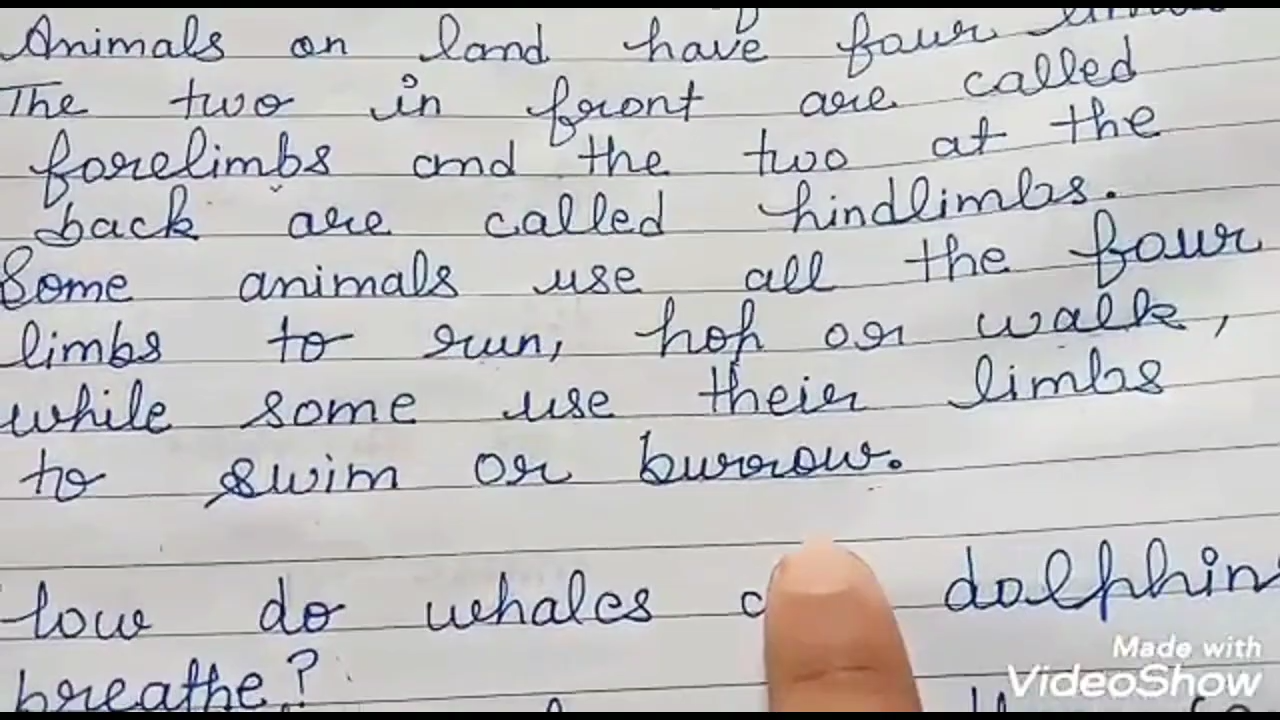 Animals on land have four limbs
The two in front are called
forelimbs and the two at the
back are called hindlimbs.
Some animals use all the four
limbs to run, hop or walk,
while some use their limbs
to swim or burrow.
How do whales dolphin
breathe?
Made with
VideoShow